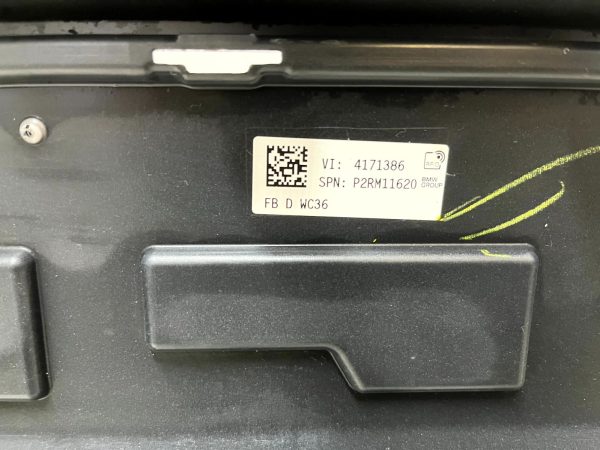 VI: 4171386
SPN: P2RM11620
BMW
GROUP
FB D WC36